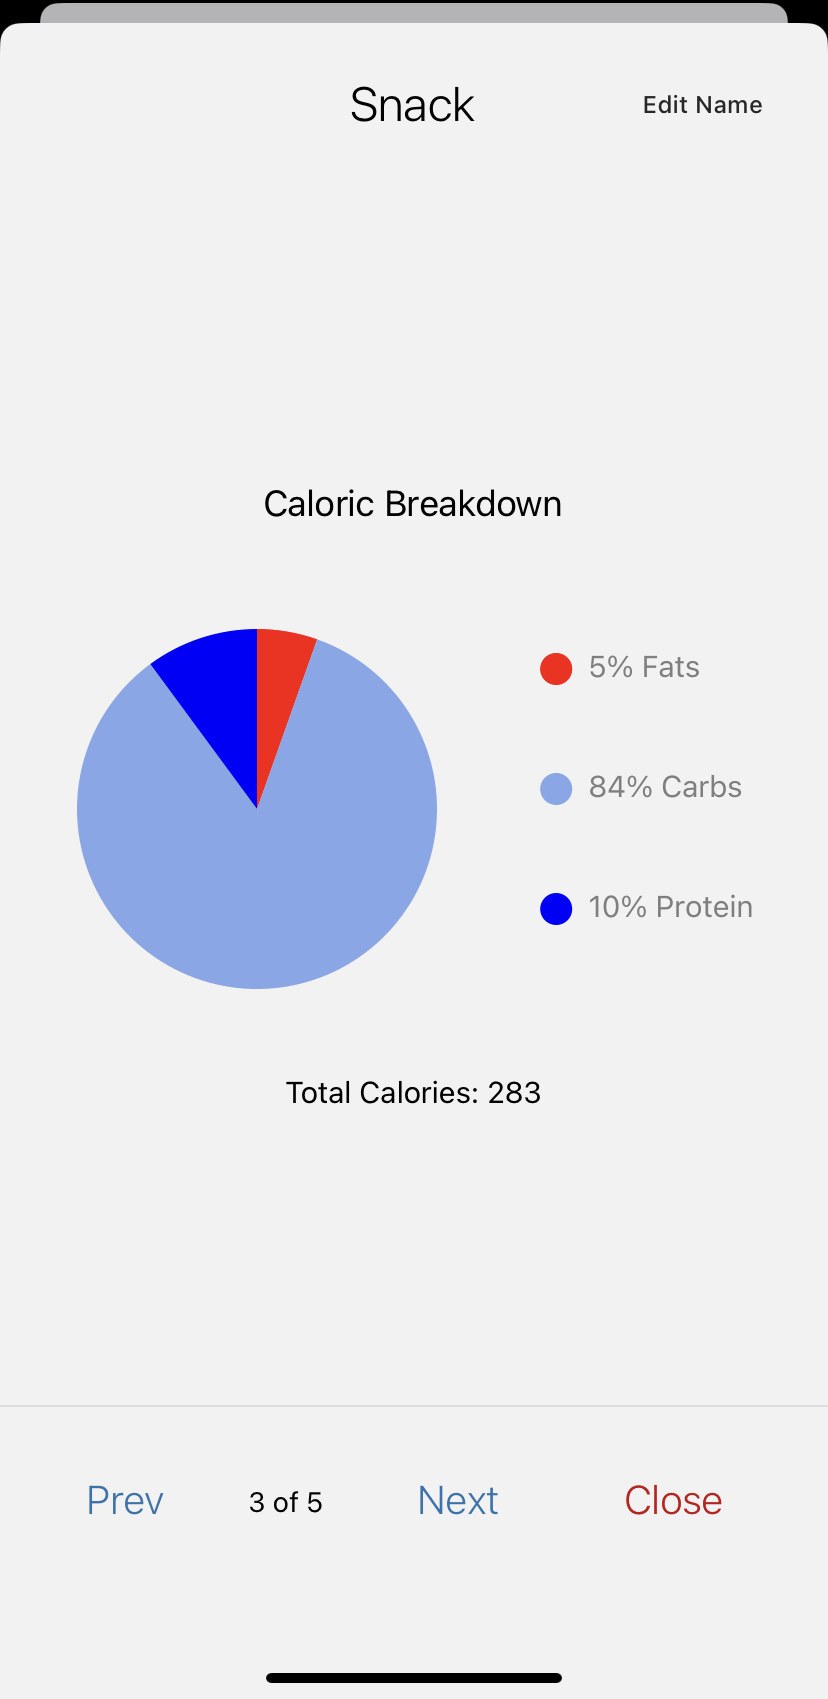 Snack
Edit Name
Caloric Breakdown
5% Fats
84% Carbs
10% Protein
Total Calories: 283
Prev
3 of 5
Next
Close